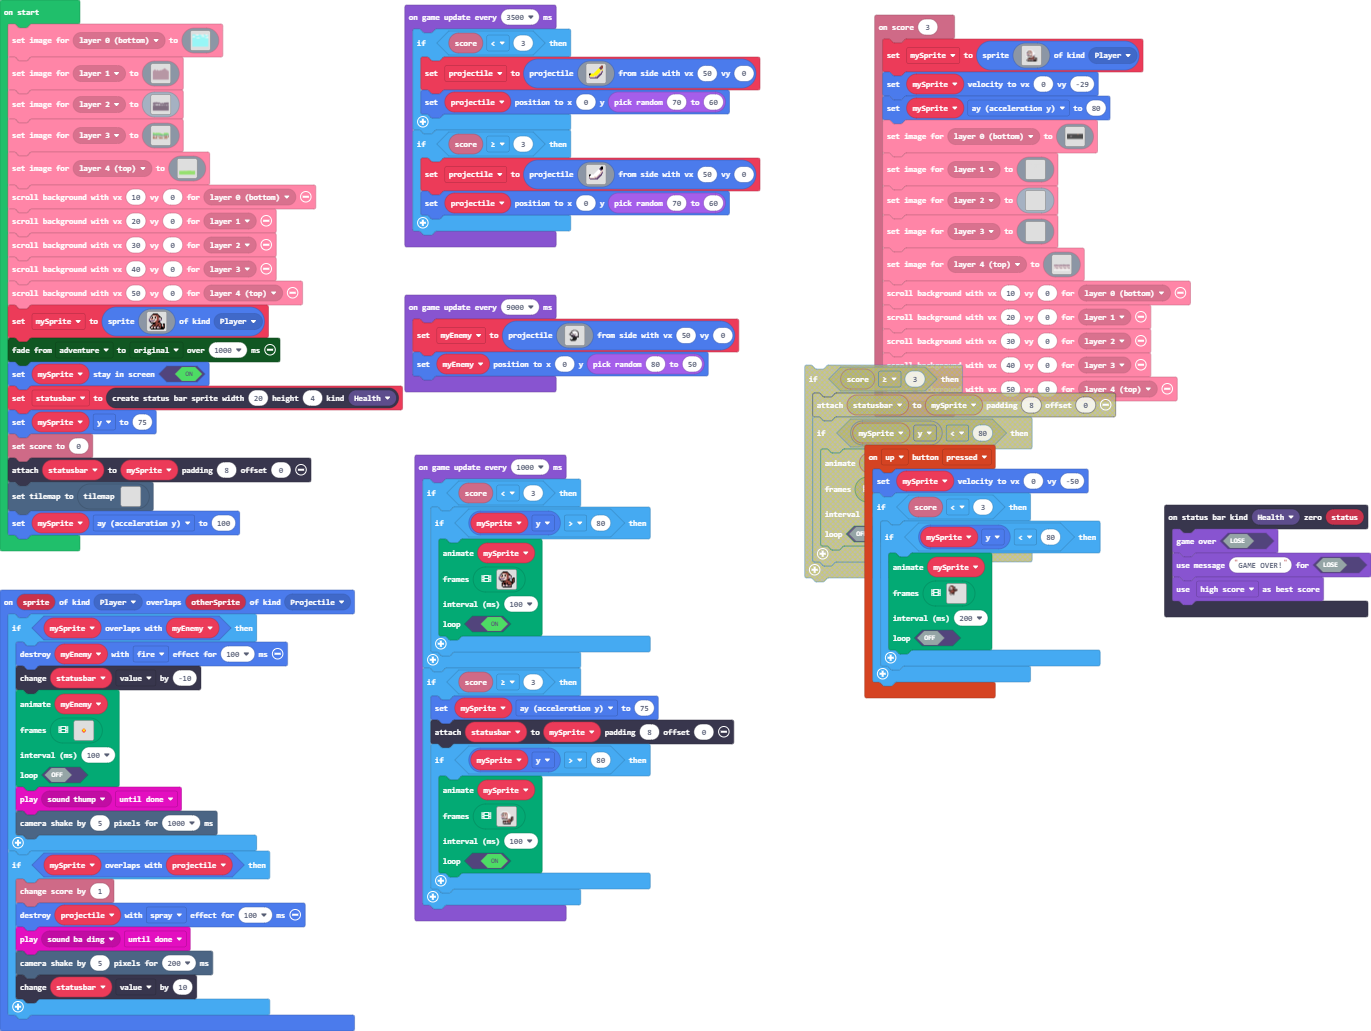 on start
set image for layer 0 (bottom) to
set image for layer 1 to
set image for layer 2 to
set image for layer 3 to
set image for layer 4 (top) to
scroll background with vx 10 vy 0 for layer 0 (bottom)
scroll background with vx 20 vy 0 for layer 1
scroll background with vx 30 vy 0 for layer 2
scroll background with vx 40 vy 0 for layer 3
scroll background with vx 50 vy 0 for layer 4 (top)
set mySprite to sprite of kind Player
fade from adventure to original over 1000 ms
set mySprite stay in screen ON
set statusbar to create status bar sprite width 20 height 4 kind Health
set mySprite y to 75
set score to 0
attach statusbar to mySprite padding 8 offset 0
set tilemap to tilemap
set mySprite ay (acceleration y) to 100
on sprite of kind Player overlaps otherSprite of kind Projectile
if mySprite overlaps with myEnemy then
destroy myEnemy with fire effect for 100 ms
change statusbar value by -10
animate myEnemy
frames
interval (ms) 100
loop OFF
play sound thump until done
camera shake by 5 pixels for 1000 ms
if mySprite overlaps with projectile then
change score by 1
destroy projectile with spray effect for 100 ms
play sound ba ding until done
camera shake by 5 pixels for 200 ms
change statusbar value by 10
on game update every 3500 ms
if score < 3 then
set projectile to projectile from side with vx 50 vy 0
set projectile position to x 0 y pick random 70 to 60
if score ≥ 3 then
set projectile to projectile from side with vx 50 vy 0
set projectile position to x 0 y pick random 70 to 60
on game update every 9000 ms
set myEnemy to projectile from side with vx 50 vy 0
set myEnemy position to x 0 y pick random 80 to 50
on game update every 1000 ms
if score < 3 then
if mySprite y > 80 then
animate mySprite
frames
interval (ms) 100
loop ON
if score ≥ 3 then
set mySprite ay (acceleration y) to 75
attach statusbar to mySprite padding 8 offset 0
if mySprite y > 80 then
animate mySprite
frames
interval (ms) 100
loop ON
on score 3
set mySprite to sprite of kind Player
set mySprite velocity to vx 0 vy -29
set mySprite ay (acceleration y) to 80
set image for layer 0 (bottom) to
set image for layer 1 to
set image for layer 2 to
set image for layer 3 to
set image for layer 4 (top) to
scroll background with vx 10 vy 0 for layer 0 (bottom)
scroll background with vx 20 vy 0 for layer 1
scroll background with vx 30 vy 0 for layer 2
scroll background with vx 40 vy 0 for layer 3
vx 50 vy 0 for layer 4 (top)
if score ≥ 3 then
attach statusbar to mySprite padding 8 offset 0
if mySprite y < 80 then
animate
frames
interval
loop
on up button pressed
set mySprite velocity to vx 0 vy -50
if score < 3 then
if mySprite y < 80 then
animate mySprite
frames
interval (ms) 200
loop OFF
on status bar kind Health zero status
game over LOSE
use message "GAME OVER!" for LOSE
use high score as best score